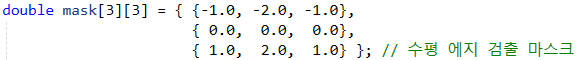 double mask[3][3] = { {-1.0, -2.0, -1.0},
{ 0.0, 0.0, 0.0},
{ 1.0, 2.0, 1.0} }; // 수평 에지 검출 마스크